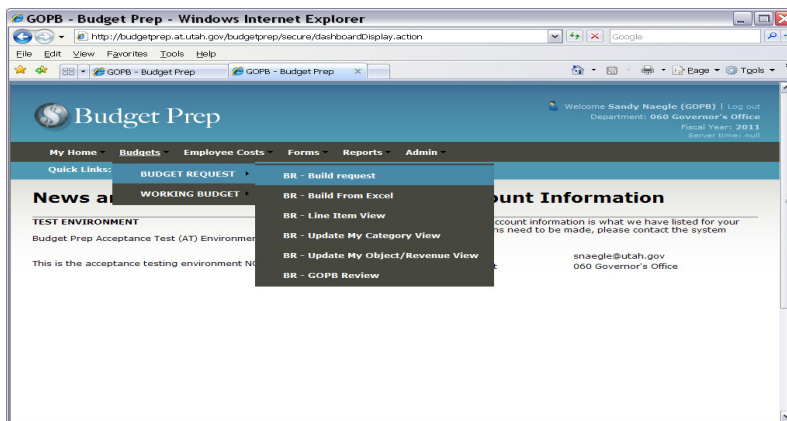 GOPB - Budget Prep - Windows Internet Explorer
http://budgetprep.at.utah.gov/budgetprep/secure/dashboardDisplay.action
Google
File Edit View Favorites Tools Help
GOPB - Budget Prep
GOPB - Budget Prep
Page Tools
Budget Prep
Welcome Sandy Naegle (GOPB) | Log out
Department: 060 Governor's Office
Fiscal Year: 2011
Server time: null
My Home Budgets Employee Costs Forms Reports Admin
Quick Links:
BUDGET REQUEST
WORKING BUDGET
BR - Build request
BR - Build From Excel
BR - Line Item View
BR - Update My Category View
BR - Update My Object/Revenue View
BR - GOPB Review
News a
unt Information
TEST ENVIRONMENT
Budget Prep Acceptance Test (AT) Environme
This is the acceptance testing environment N
ccount information is what we have listed for your
ns need to be made, please contact the system
snaegle@utah.gov
t 060 Governor's Office